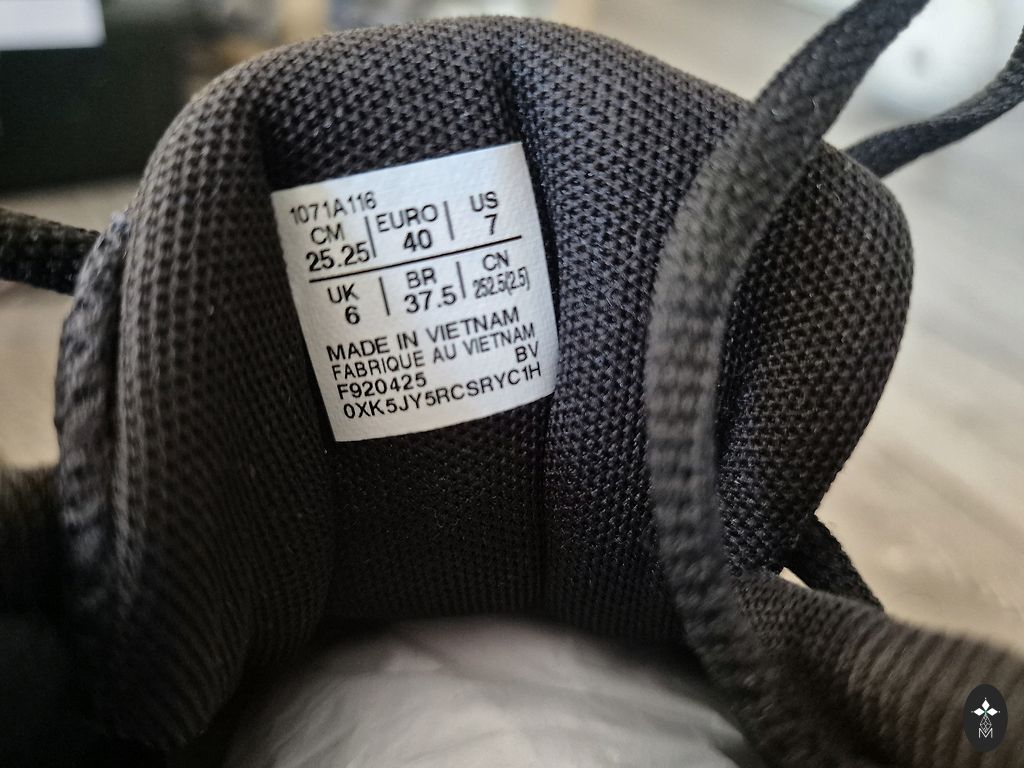 1071A116
CM | EURO | US
25.25 | 40 | 7
UK | BR | CN
6 | 37.5 | 252.5(2.5)
MADE IN VIETNAM
FABRIQUE AU VIETNAM
BV
F920425
0XK5JY5RCSRYC1H
M